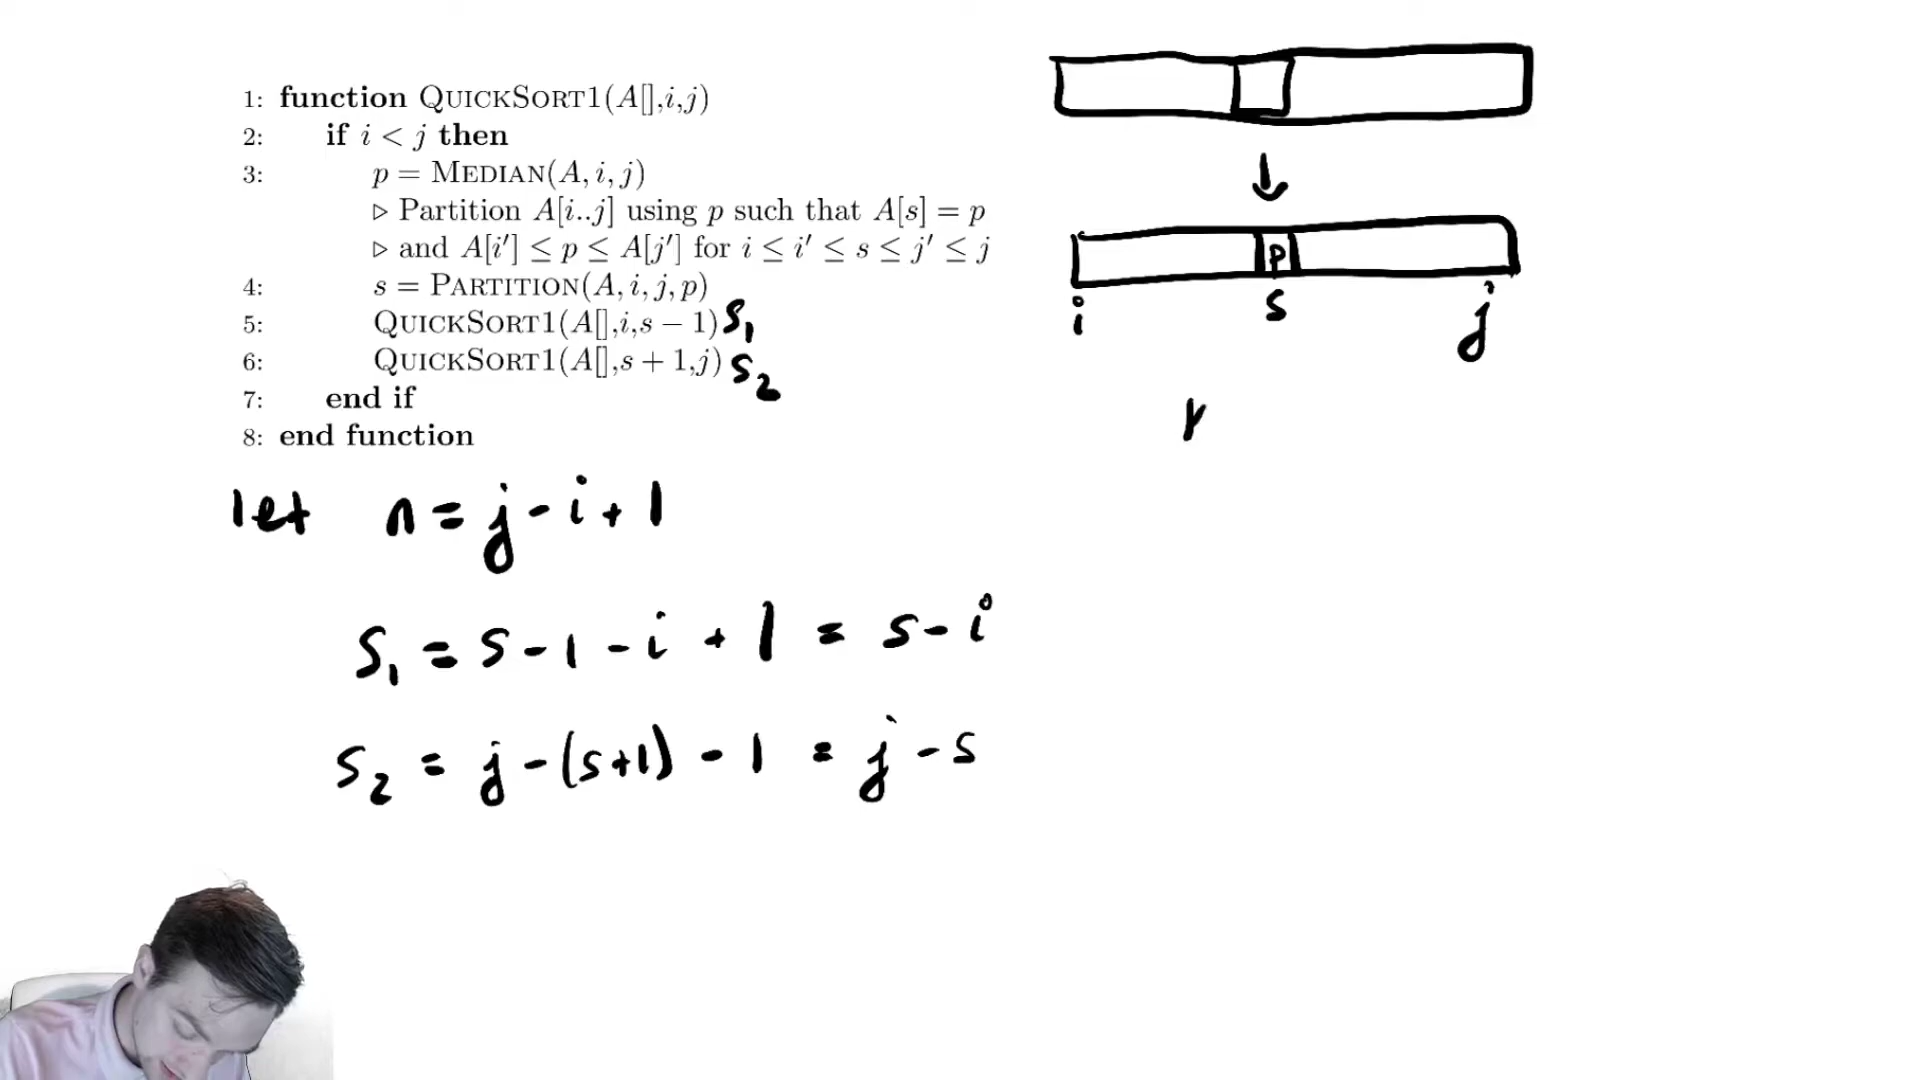 1: function QUICKSORT1(A[],i,j)
2: if i < j then
3: p = MEDIAN(A, i, j)
▷ Partition A[i..j] using p such that A[s] = p
▷ and A[i′] ≤ p ≤ A[j′] for i ≤ i′ ≤ s ≤ j′ ≤ j
4: s = PARTITION(A, i, j, p)
5: QUICKSORT1(A[],i,s − 1) S₁
6: QUICKSORT1(A[],s + 1,j) S₂
7: end if
8: end function
let n = j - i + 1
S₁ = S - 1 - i + 1 = s - i
S₂ = j - (s+1) - 1 = j - s
p
i s j